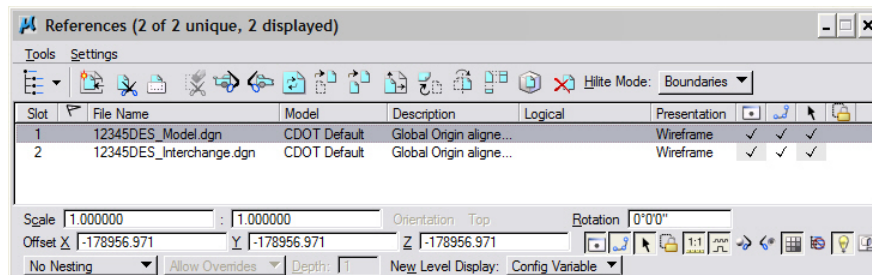 References (2 of 2 unique, 2 displayed)
Tools Settings
Hilite Mode: Boundaries
Slot File Name Model Description Logical Presentation
1 12345DES_Model.dgn CDOT Default Global Origin aligne... Wireframe
2 12345DES_Interchange.dgn CDOT Default Global Origin aligne... Wireframe
Scale 1.000000 : 1.000000 Orientation Top Rotation 0°0'0"
Offset X -178956.971 Y -178956.971 Z -178956.971 1:1
No Nesting Allow Overrides Depth: 1 New Level Display: Config Variable